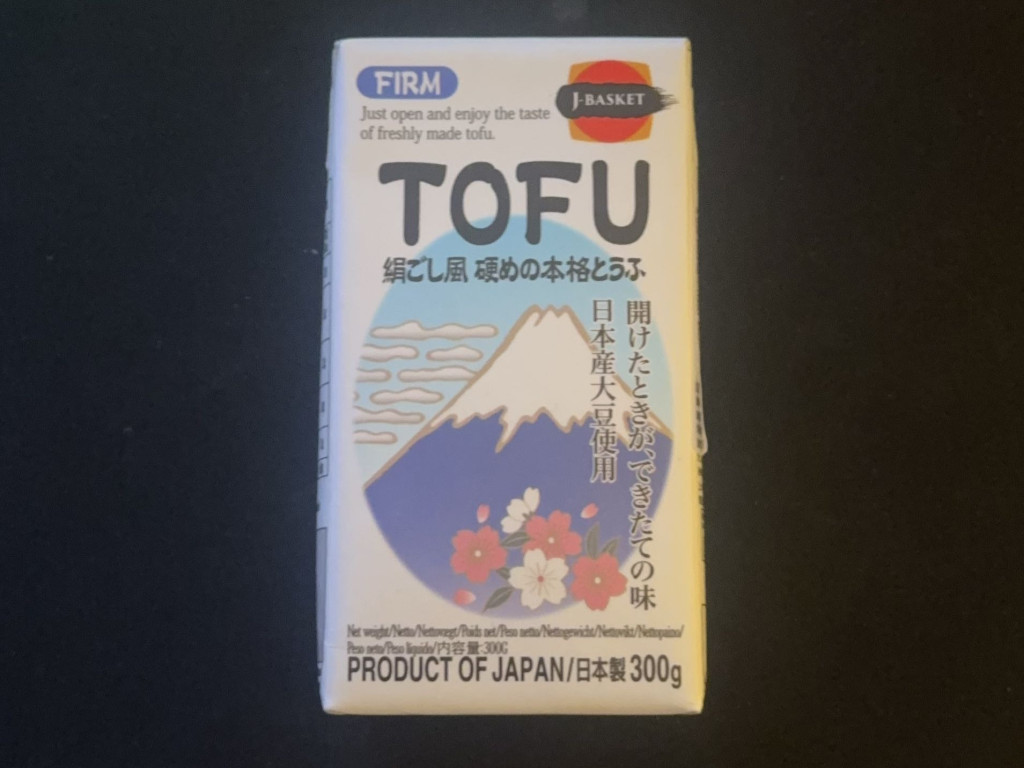 FIRM
J-BASKET
Just open and enjoy the taste
of freshly made tofu.
TOFU
絹ごし風 硬めの本格とうふ
開けたときが、できたての味
日本産大豆使用
Net weight/Netto/Nettovægt/Poids net/Peso netto/Nettogewicht/Nettovikt/Nettopaino/
Peso neto/Peso líquido/内容量:300G
PRODUCT OF JAPAN/日本製 300g